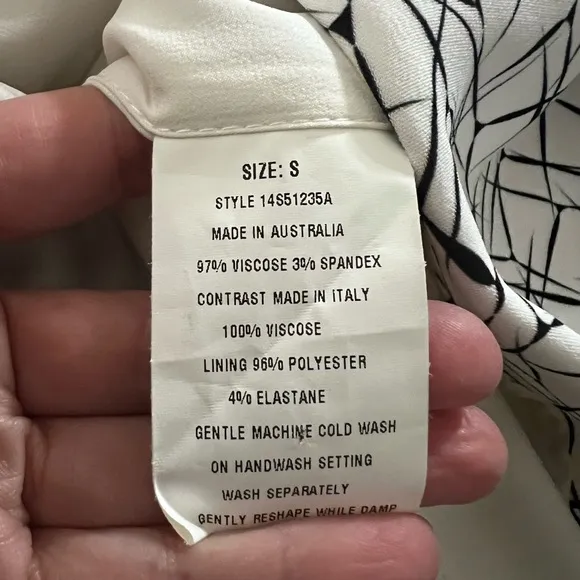 SIZE: S
STYLE 14S51235A
MADE IN AUSTRALIA
97% VISCOSE 3% SPANDEX
CONTRAST MADE IN ITALY
100% VISCOSE
LINING 96% POLYESTER
4% ELASTANE
GENTLE MACHINE COLD WASH
ON HANDWASH SETTING
WASH SEPARATELY
GENTLY RESHAPE WHILE DAMP